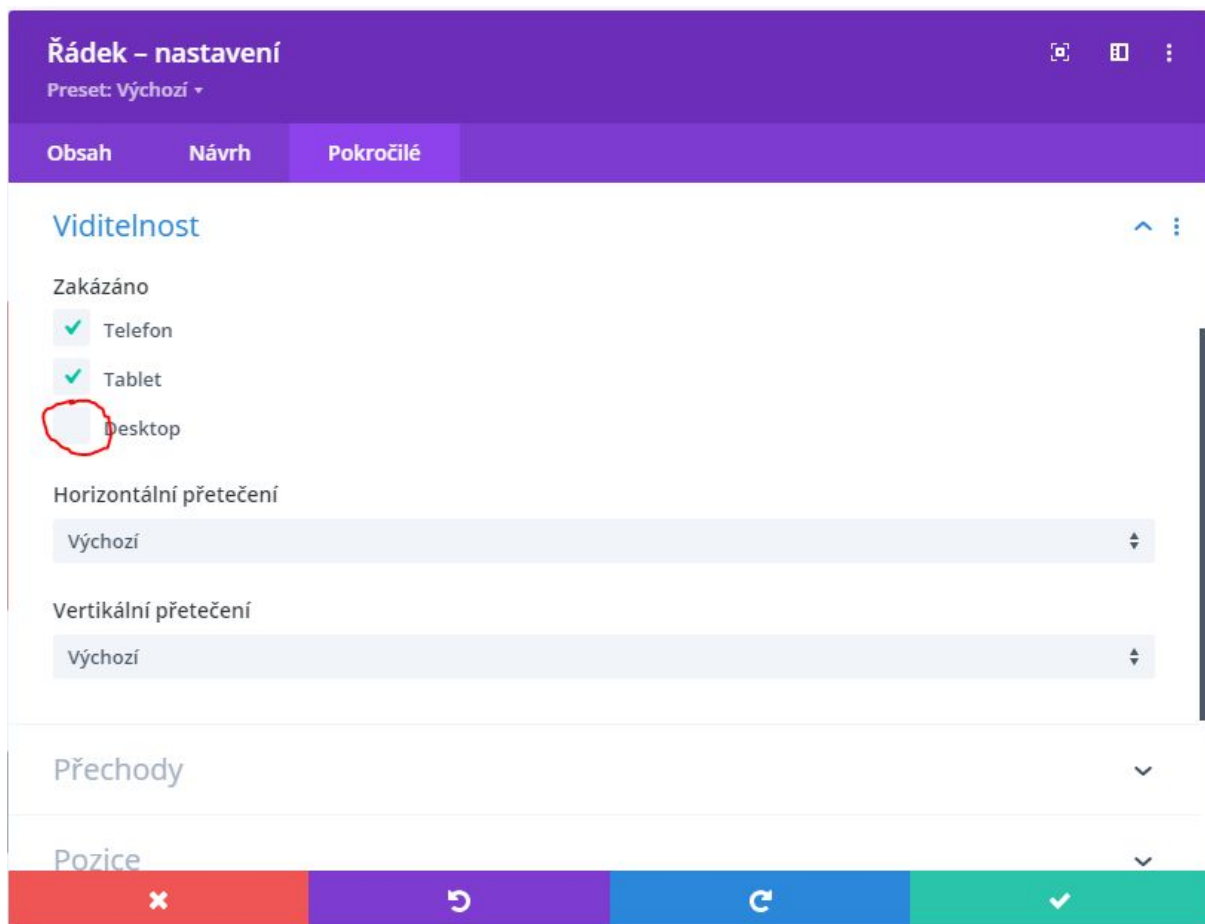 Řádek – nastavení
Preset: Výchozí
Obsah Návrh Pokročilé
Viditelnost
Zakázáno
Telefon
Tablet
Desktop
Horizontální přetečení
Výchozí
Vertikální přetečení
Výchozí
Přechody
Pozice